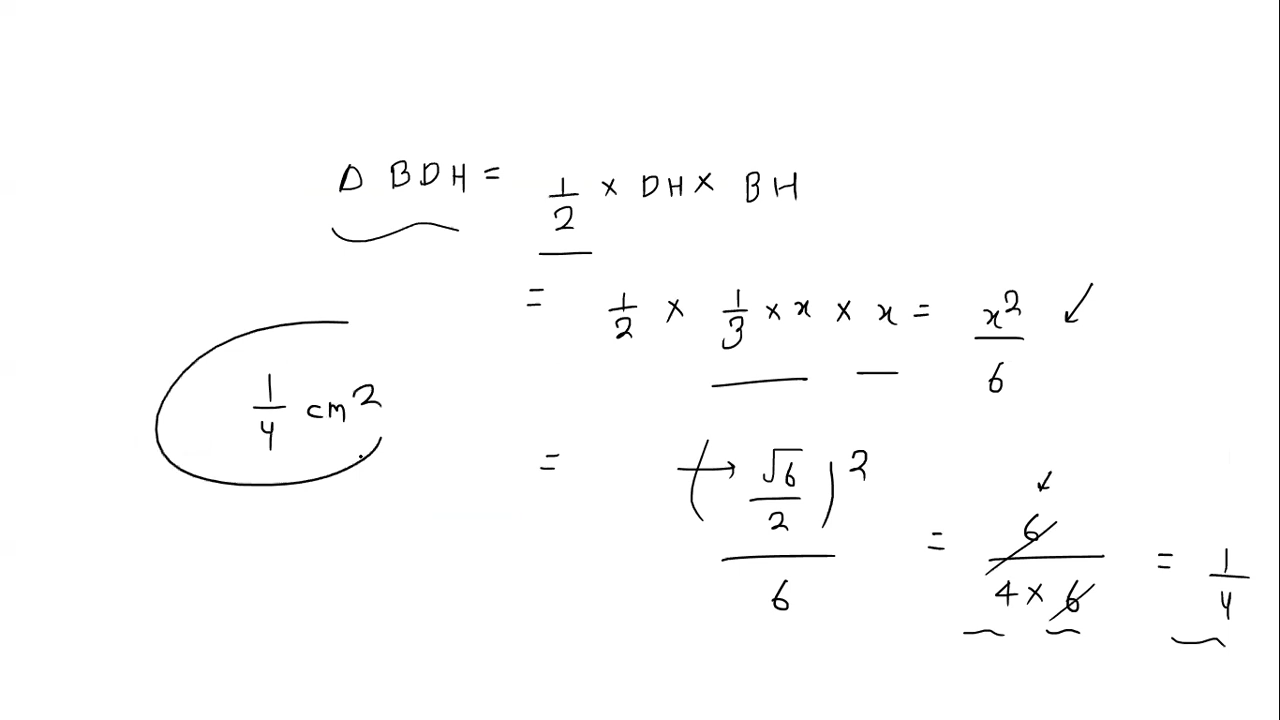 Δ BDH = 1/2 × DH × BH
= 1/2 × 1/3 × x × x = x²/6 ↙
1/4 cm²
= (→ √6/2)²/6 = 6/(4 × 6) = 1/4